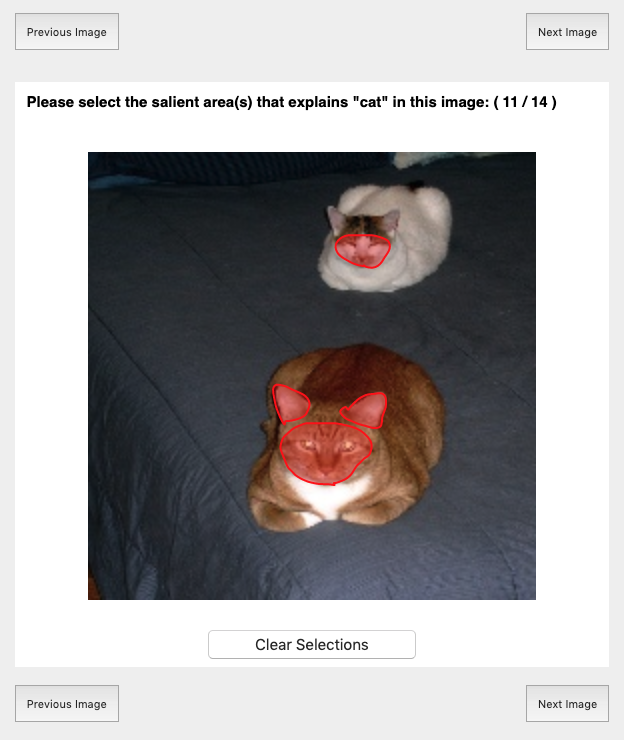 Previous Image
Next Image
Please select the salient area(s) that explains "cat" in this image: ( 11 / 14 )
Clear Selections
Previous Image
Next Image